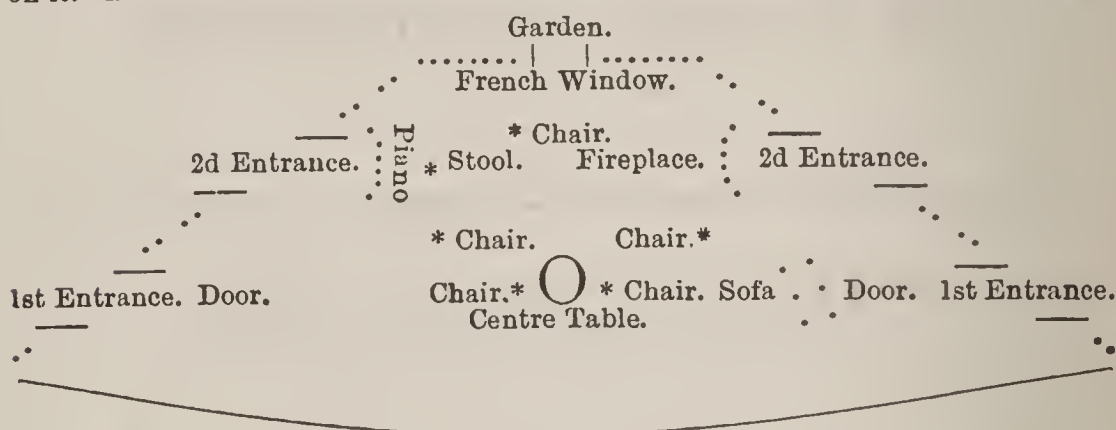 Garden.
French Window.
* Chair.
Piano
2d Entrance. * Stool. Fireplace. 2d Entrance.
* Chair. Chair.*
1st Entrance. Door. Chair.* O * Chair. Sofa Door. 1st Entrance.
Centre Table.